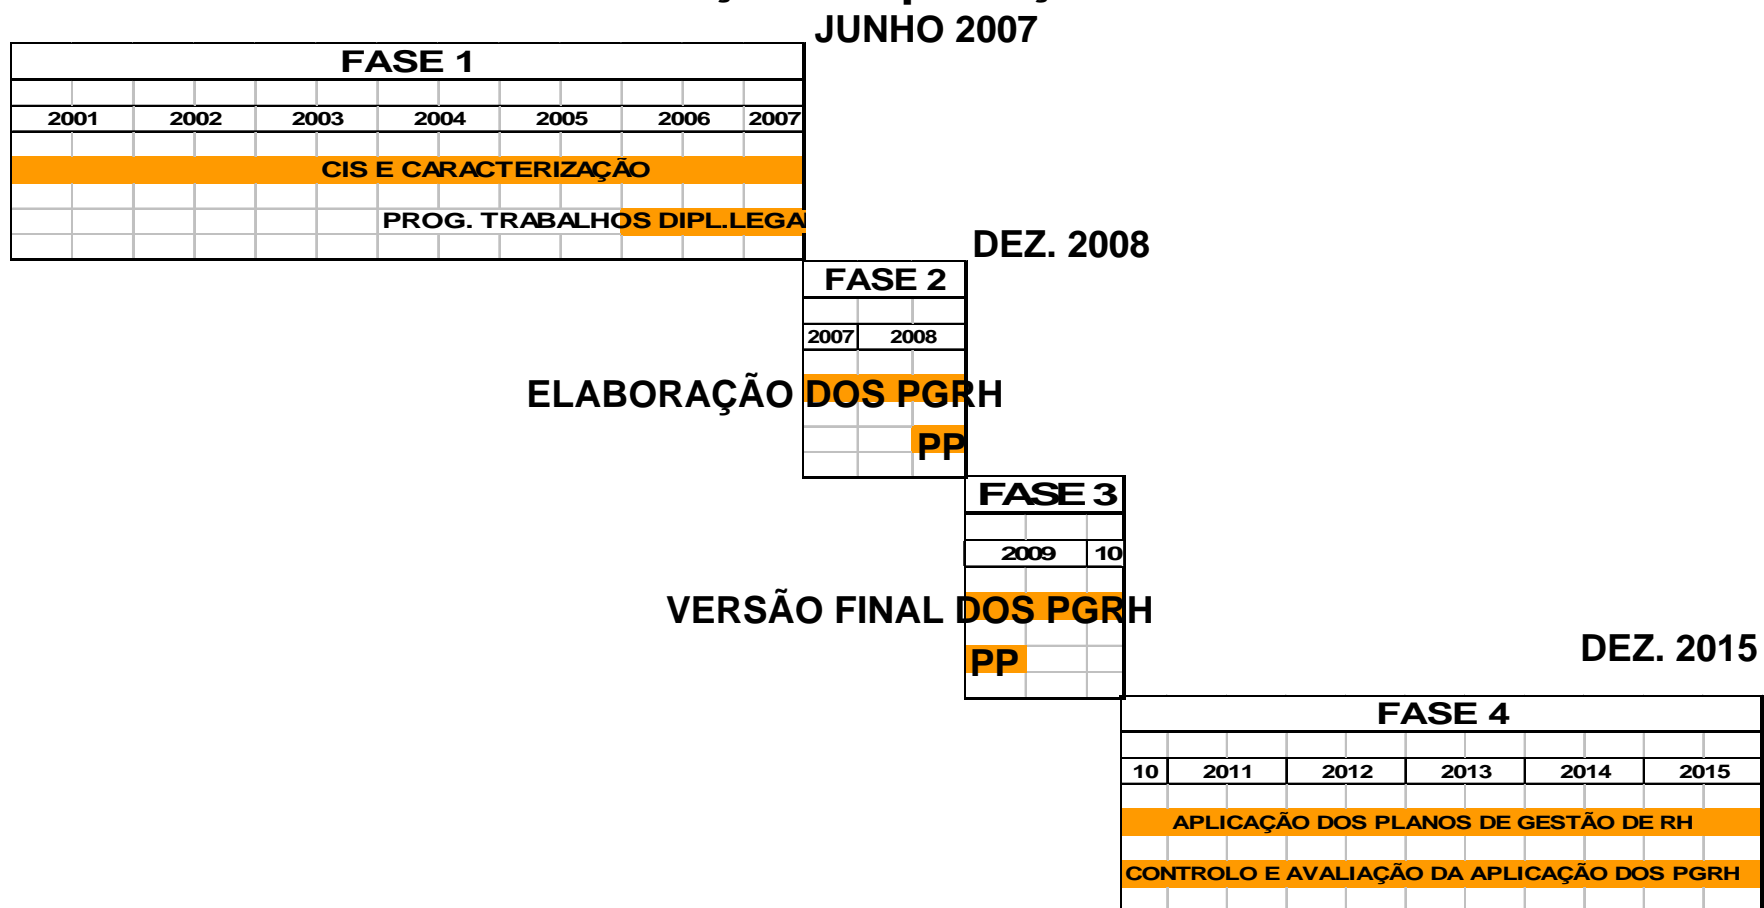 JUNHO 2007
FASE 1
2001 2002 2003 2004 2005 2006 2007
CIS E CARACTERIZAÇÃO
PROG. TRABALHOS DIPL.LEGA
DEZ. 2008
FASE 2
2007 2008
ELABORAÇÃO DOS PGRH
PP
FASE 3
2009 10
VERSÃO FINAL DOS PGRH
PP
DEZ. 2015
FASE 4
10 2011 2012 2013 2014 2015
APLICAÇÃO DOS PLANOS DE GESTÃO DE RH
CONTROLO E AVALIAÇÃO DA APLICAÇÃO DOS PGRH